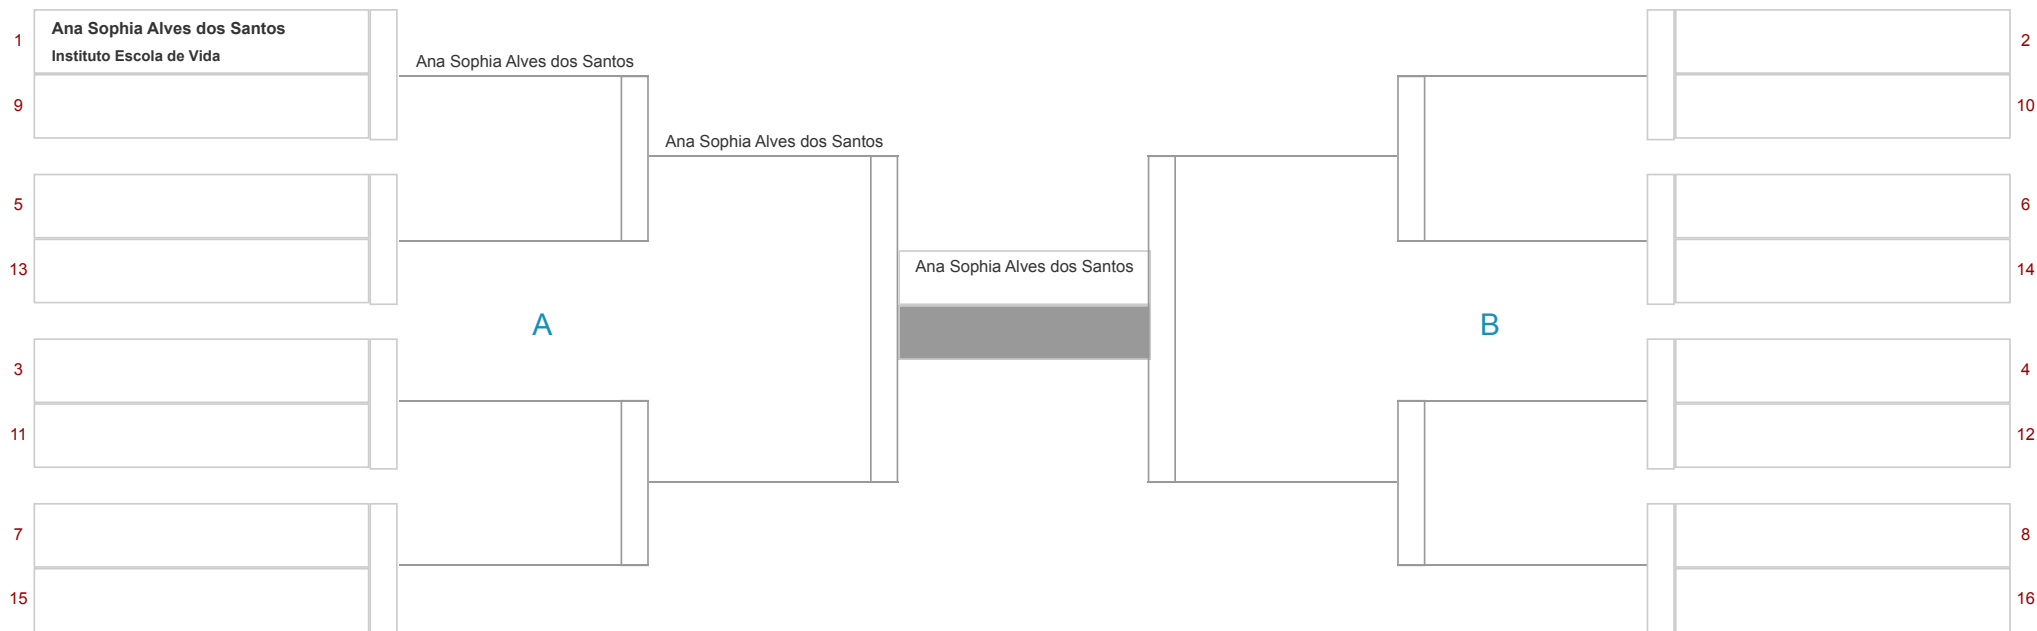 1
Ana Sophia Alves dos Santos
Instituto Escola de Vida
9
5
13
3
11
7
15
Ana Sophia Alves dos Santos
Ana Sophia Alves dos Santos
Ana Sophia Alves dos Santos
A
B
2
10
6
14
4
12
8
16